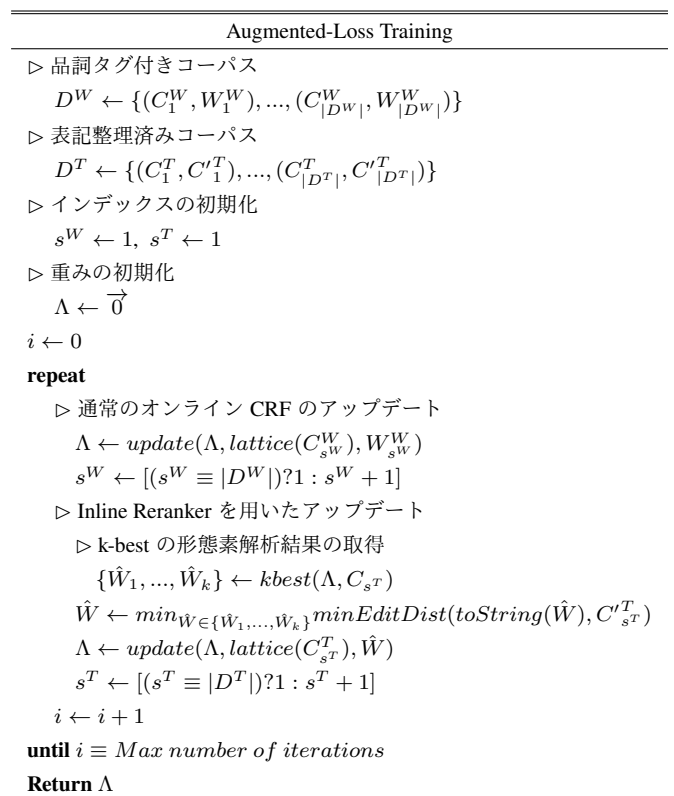 Augmented-Loss Training
▷ 品詞タグ付きコーパス
D^W ← {(C_1^W, W_1^W), ..., (C_{|D^W|}^W, W_{|D^W|}^W)}
▷ 表記整理済みコーパス
D^T ← {(C_1^T, C'_1^T), ..., (C_{|D^T|}^T, C'_{|D^T|}^T)}
▷ インデックスの初期化
s^W ← 1, s^T ← 1
▷ 重みの初期化
Λ ← \overrightarrow{0}
i ← 0
repeat
▷ 通常のオンライン CRF のアップデート
Λ ← update(Λ, lattice(C_{s^W}^W), W_{s^W}^W)
s^W ← [(s^W ≡ |D^W|)?1 : s^W + 1]
▷ Inline Reranker を用いたアップデート
▷ k-best の形態素解析結果の取得
{Ŵ_1, ..., Ŵ_k} ← kbest(Λ, C_{s^T})
Ŵ ← min_{Ŵ∈{Ŵ_1,...,Ŵ_k}} minEditDist(toString(Ŵ), C'_{s^T}^T)
Λ ← update(Λ, lattice(C_{s^T}^T), Ŵ)
s^T ← [(s^T ≡ |D^T|)?1 : s^T + 1]
i ← i + 1
until i ≡ Max number of iterations
Return Λ